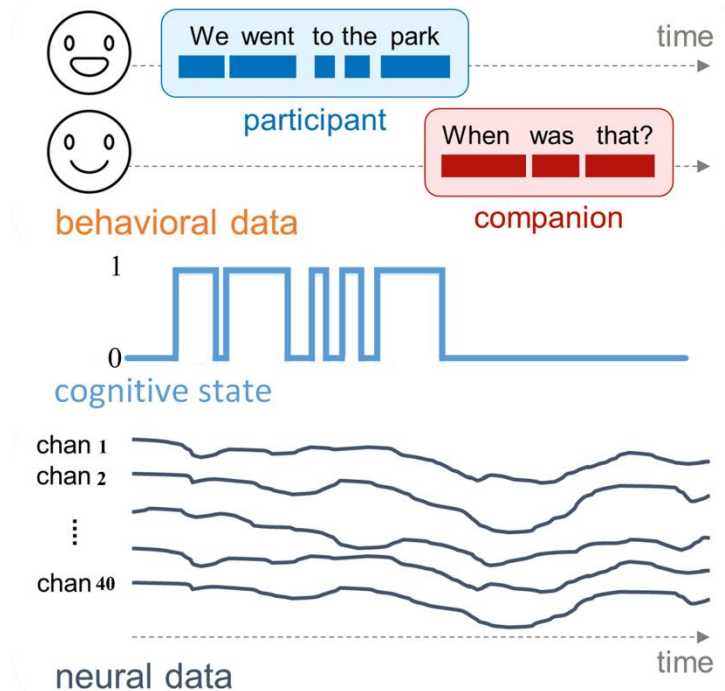 We went to the park
time
participant
When was that?
companion
behavioral data
1
0
cognitive state
chan 1
chan 2
chan 40
time
neural data